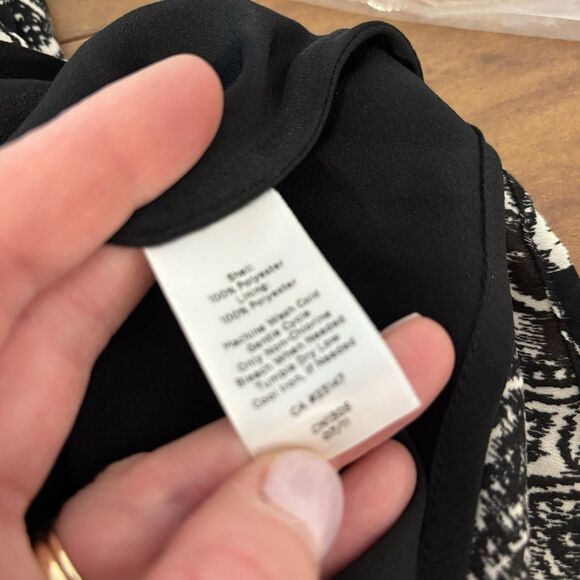 Shell:
100% Polyester
Lining:
100% Polyester
Machine Wash Cold
Gentle Cycle
Only Non-Chlorine
Bleach When Needed
Tumble Dry Low
Cool Iron, If Needed
CA #